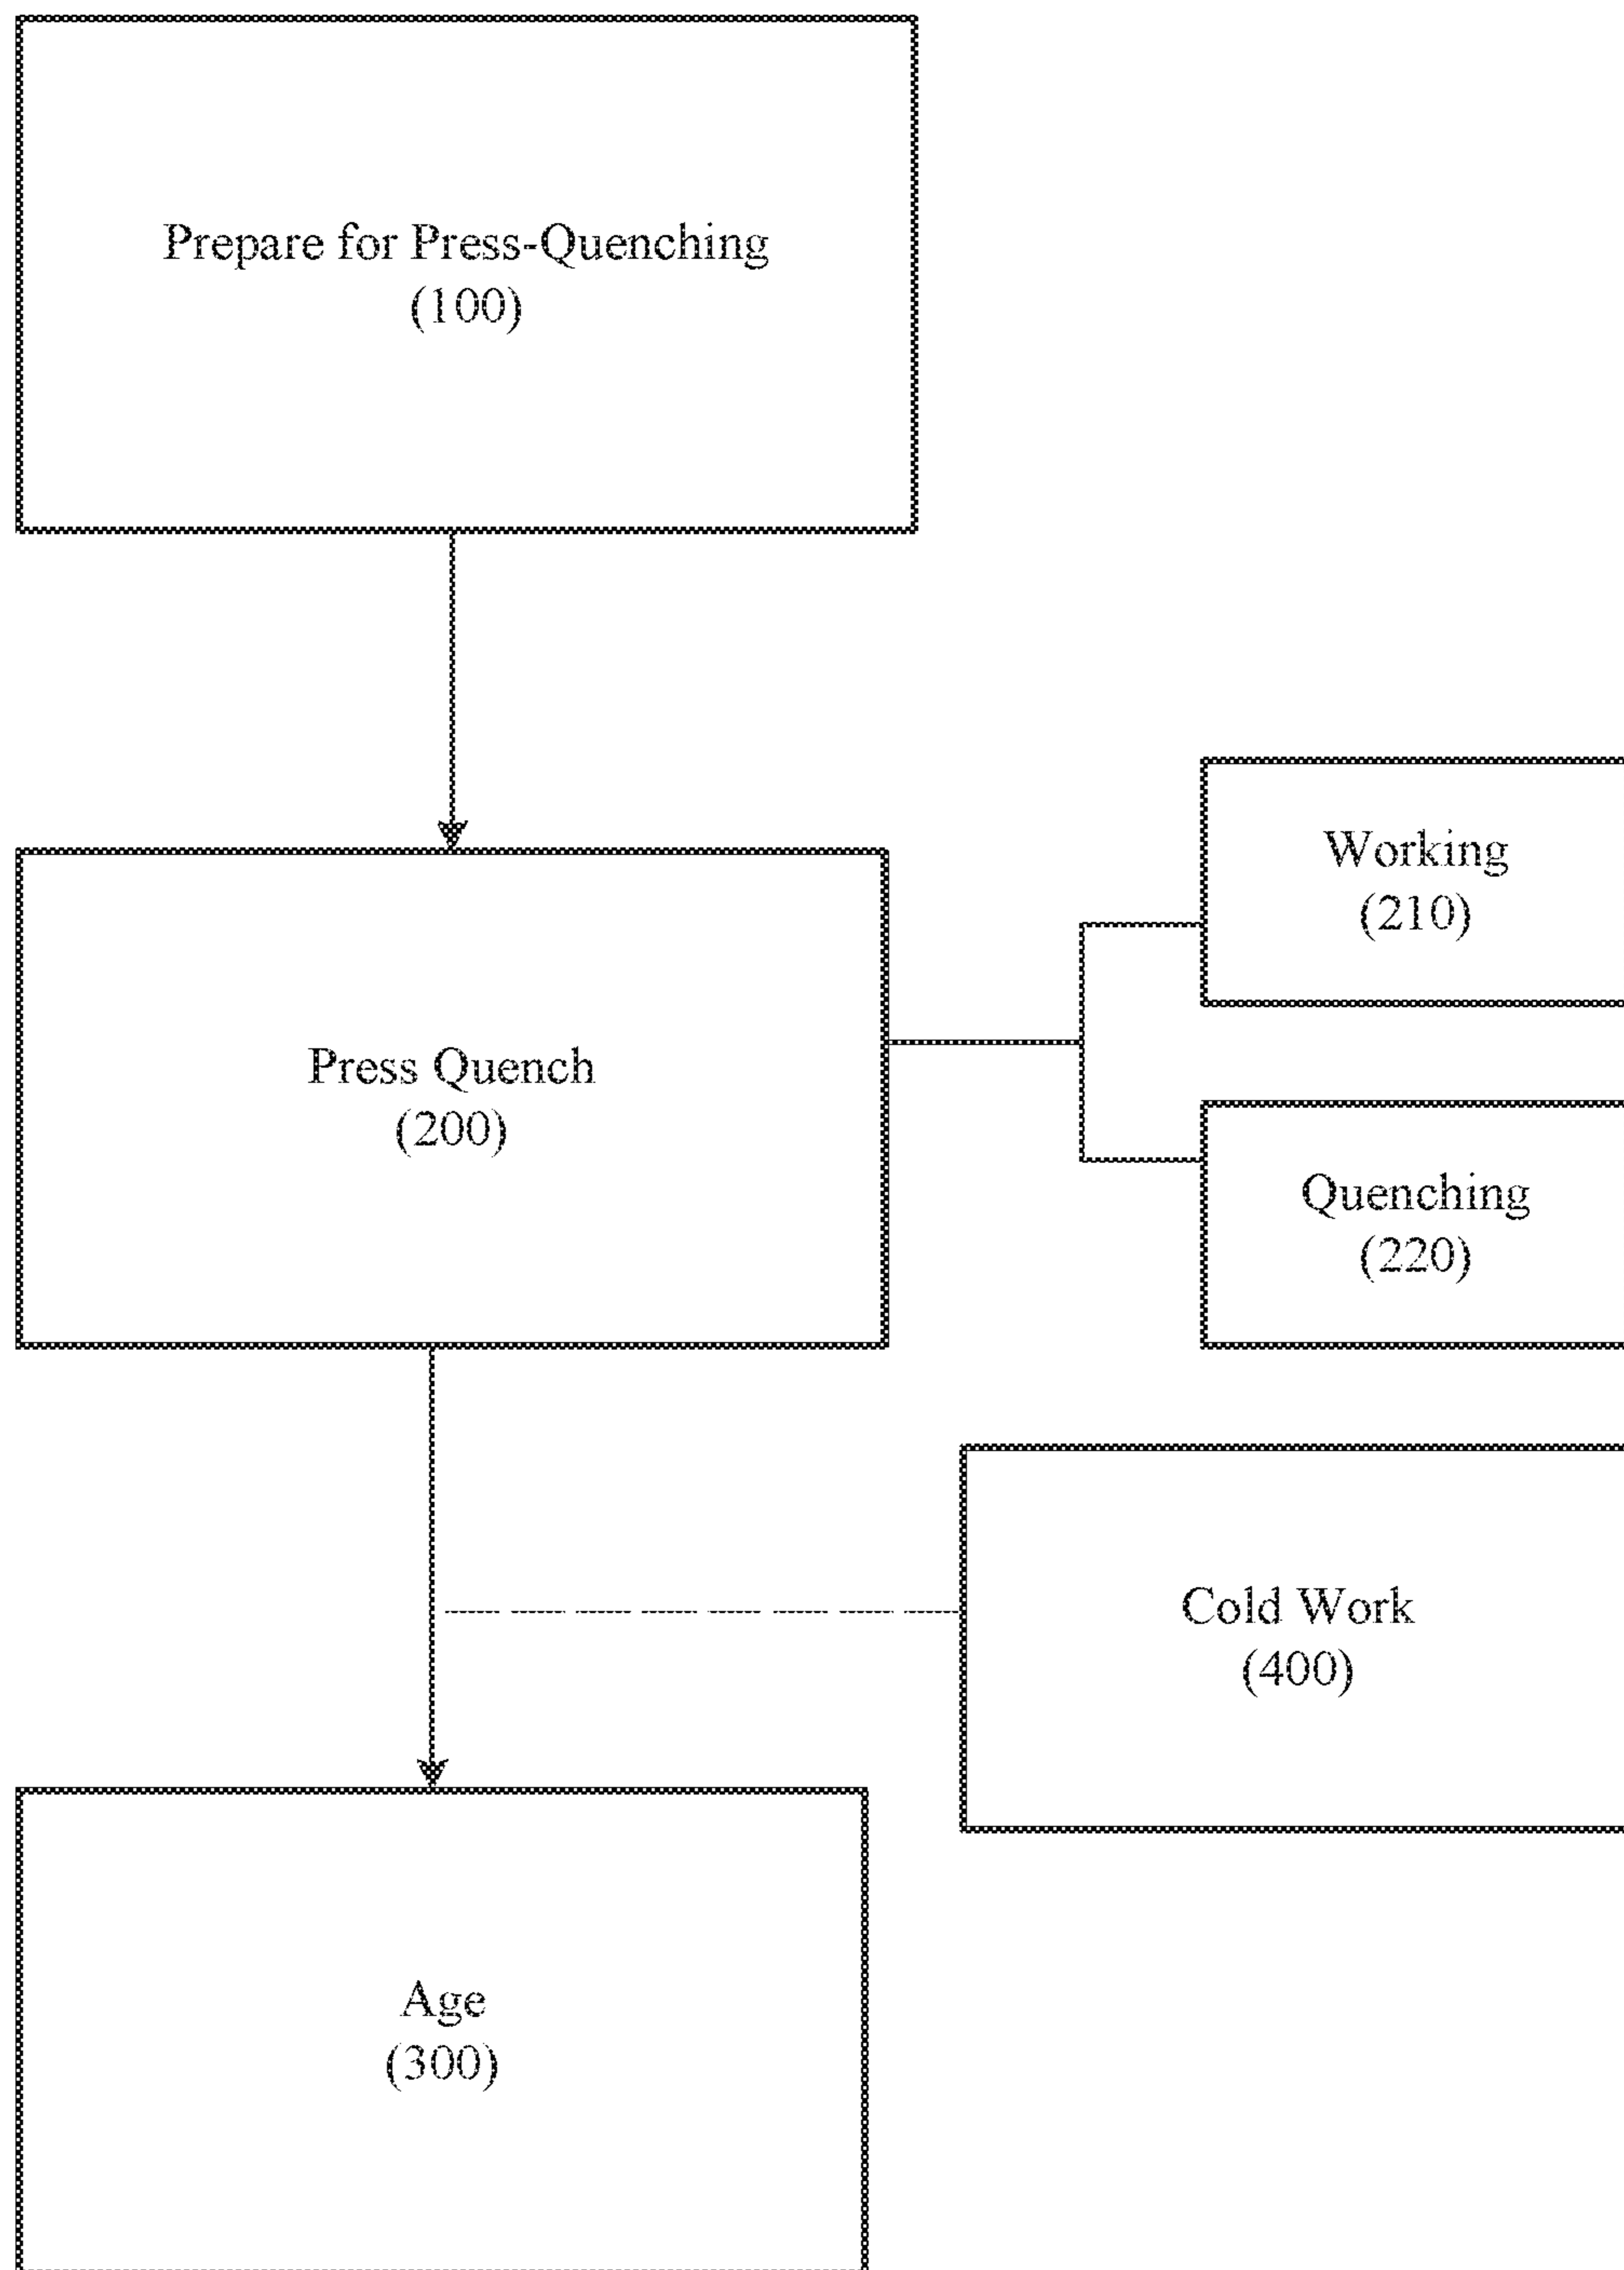 Prepare for Press-Quenching
(100)
Working
(210)
Press Quench
(200)
Quenching
(220)
Cold Work
(400)
Age
(300)